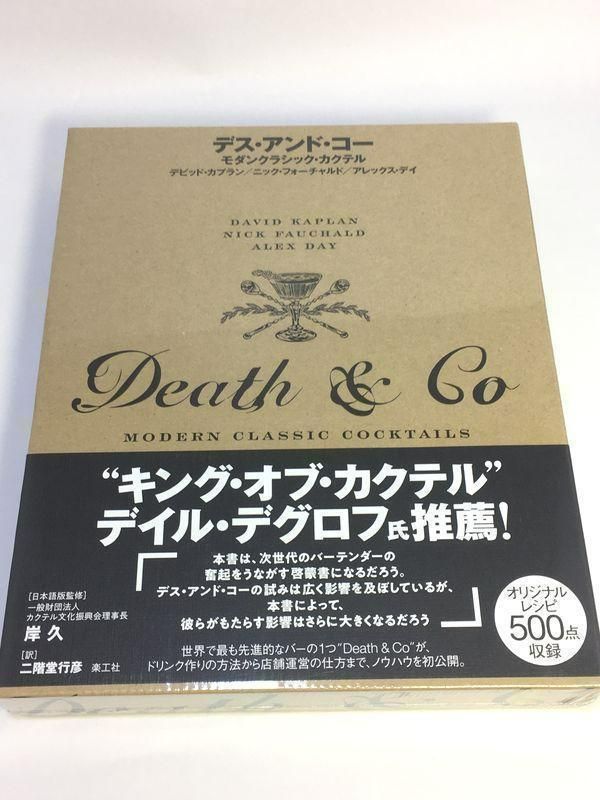 デス・アンド・コー
モダンクラシック・カクテル
デビッド・カプラン／ニック・フォーチャルド／アレックス・デイ
DAVID KAPLAN
NICK FAUCHALD
ALEX DAY
Death & Co
MODERN CLASSIC COCKTAILS
“キング・オブ・カクテル”
デイル・デグロフ氏推薦！
「本書は、次世代のバーテンダーの
奮起をうながす啓蒙書になるだろう。
デス・アンド・コーの試みは広く影響を及ぼしているが、
本書によって、
彼らがもたらす影響はさらに大きくなるだろう」
［日本語版監修］
一般財団法人
カクテル文化振興会理事長
岸 久
［訳］
二階堂行彦 楽工社
世界で最も先進的なバーの1つ“Death & Co”が、
ドリンク作りの方法から店舗運営の仕方まで、ノウハウを初公開。
オリジナル
レシピ
500点
収録